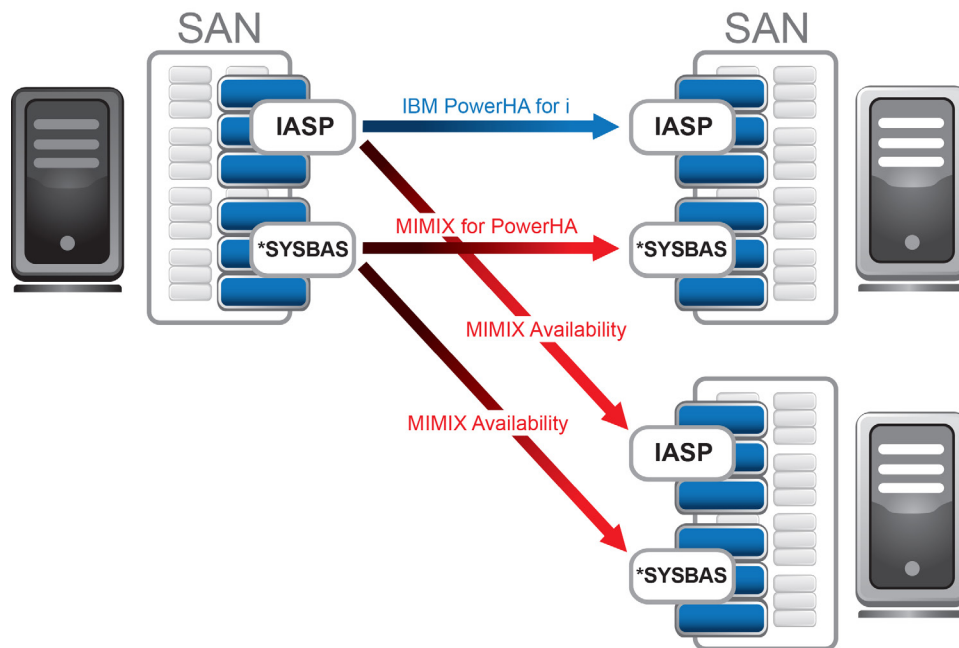 SAN
SAN
IBM PowerHA for i
IASP
IASP
MIMIX for PowerHA
*SYSBAS
*SYSBAS
MIMIX Availability
MIMIX Availability
IASP
*SYSBAS